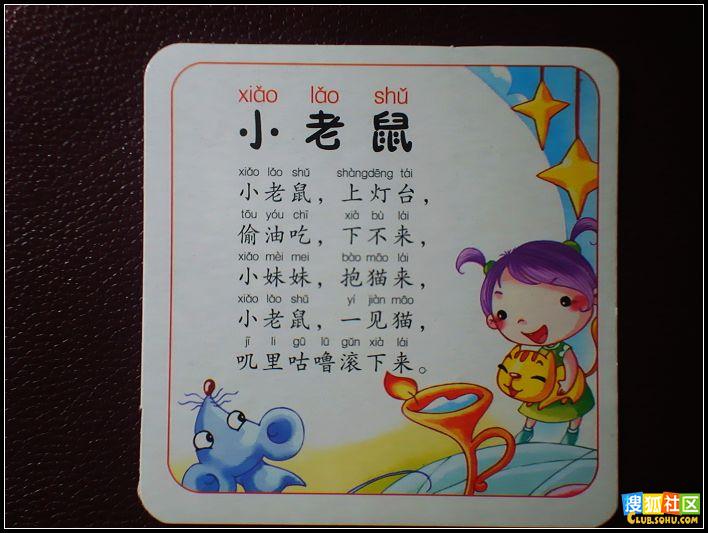 xiǎo lǎo shǔ
小老鼠
xiǎo lǎo shǔ shàngdēng tái
小老鼠，上灯台，
tōu yóu chī xià bù lái
偷油吃，下不来，
xiǎo mèi mei bào māo lái
小妹妹，抱猫来，
xiǎo lǎo shǔ yí jiàn māo
小老鼠，一见猫，
jī li gū lū gǔn xià lái
叽里咕噜滚下来。
搜狐社区
CLUB.SOHU.COM